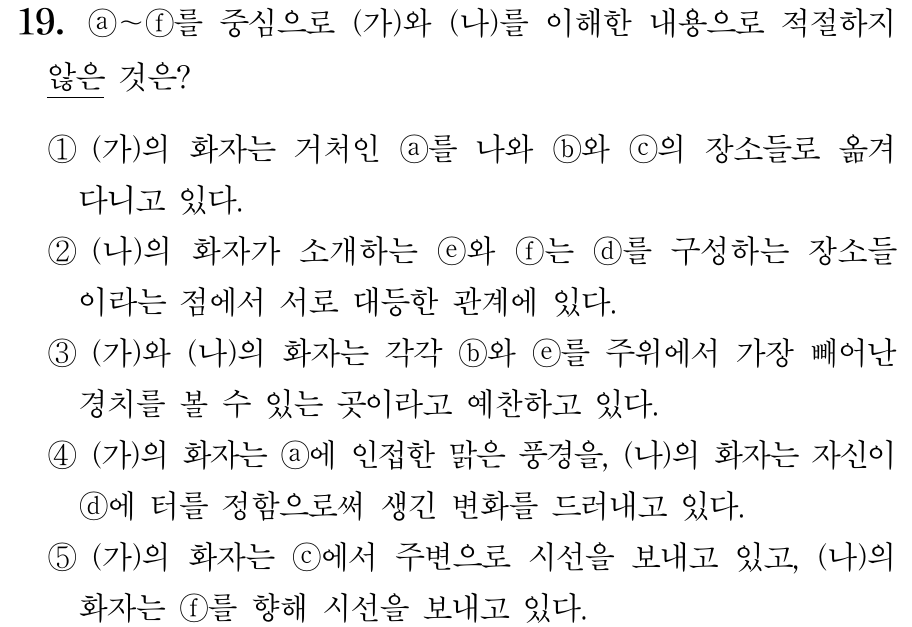 19. ⓐ~ⓕ를 중심으로 (가)와 (나)를 이해한 내용으로 적절하지
않은 것은?
① (가)의 화자는 거처인 ⓐ를 나와 ⓑ와 ⓒ의 장소들로 옮겨
다니고 있다.
② (나)의 화자가 소개하는 ⓔ와 ⓕ는 ⓓ를 구성하는 장소들
이라는 점에서 서로 대등한 관계에 있다.
③ (가)와 (나)의 화자는 각각 ⓑ와 ⓔ를 주위에서 가장 빼어난
경치를 볼 수 있는 곳이라고 예찬하고 있다.
④ (가)의 화자는 ⓐ에 인접한 맑은 풍경을, (나)의 화자는 자신이
ⓓ에 터를 정함으로써 생긴 변화를 드러내고 있다.
⑤ (가)의 화자는 ⓒ에서 주변으로 시선을 보내고 있고, (나)의
화자는 ⓕ를 향해 시선을 보내고 있다.